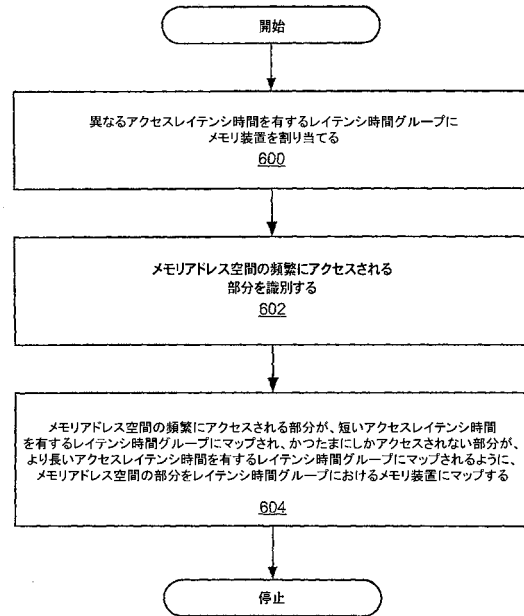 開始
異なるアクセスレイテンシ時間を有するレイテンシ時間グループに
メモリ装置を割り当てる
600
メモリアドレス空間の頻繁にアクセスされる
部分を識別する
602
メモリアドレス空間の頻繁にアクセスされる部分が、短いアクセスレイテンシ時間
を有するレイテンシ時間グループにマップされ、かつたまにしかアクセスされない部分が、
より長いアクセスレイテンシ時間を有するレイテンシ時間グループにマップされるように、
メモリアドレス空間の部分をレイテンシ時間グループにおけるメモリ装置にマップする
604
停止